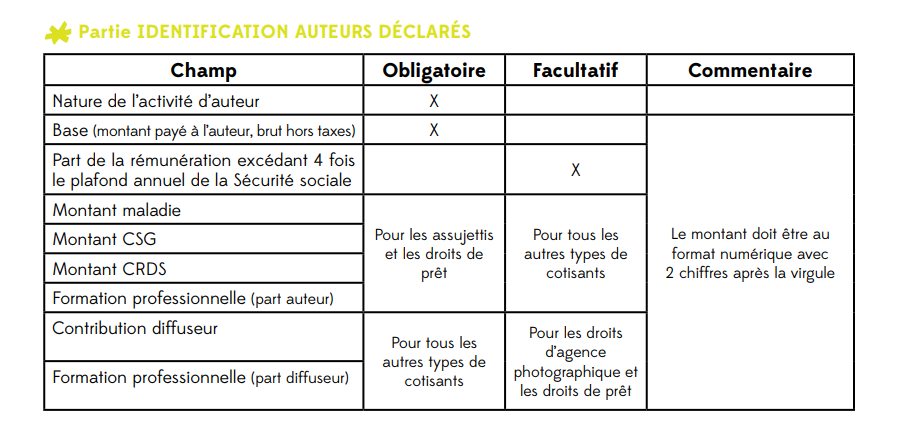 Partie IDENTIFICATION AUTEURS DÉCLARÉS
Champ Obligatoire Facultatif Commentaire
Nature de l'activité d'auteur X
Base (montant payé à l'auteur, brut hors taxes) X
Part de la rémunération excédant 4 fois
le plafond annuel de la Sécurité sociale
X
Montant maladie
Montant CSG
Montant CRDS
Formation professionnelle (part auteur)
Pour les assujettis
et les droits de
prêt
Pour tous les
autres types de
cotisants
Le montant doit être au
format numérique avec
2 chiffres après la virgule
Contribution diffuseur
Formation professionnelle (part diffuseur)
Pour tous les
autres types de
cotisants
Pour les droits
d'agence
photographique et
les droits de prêt